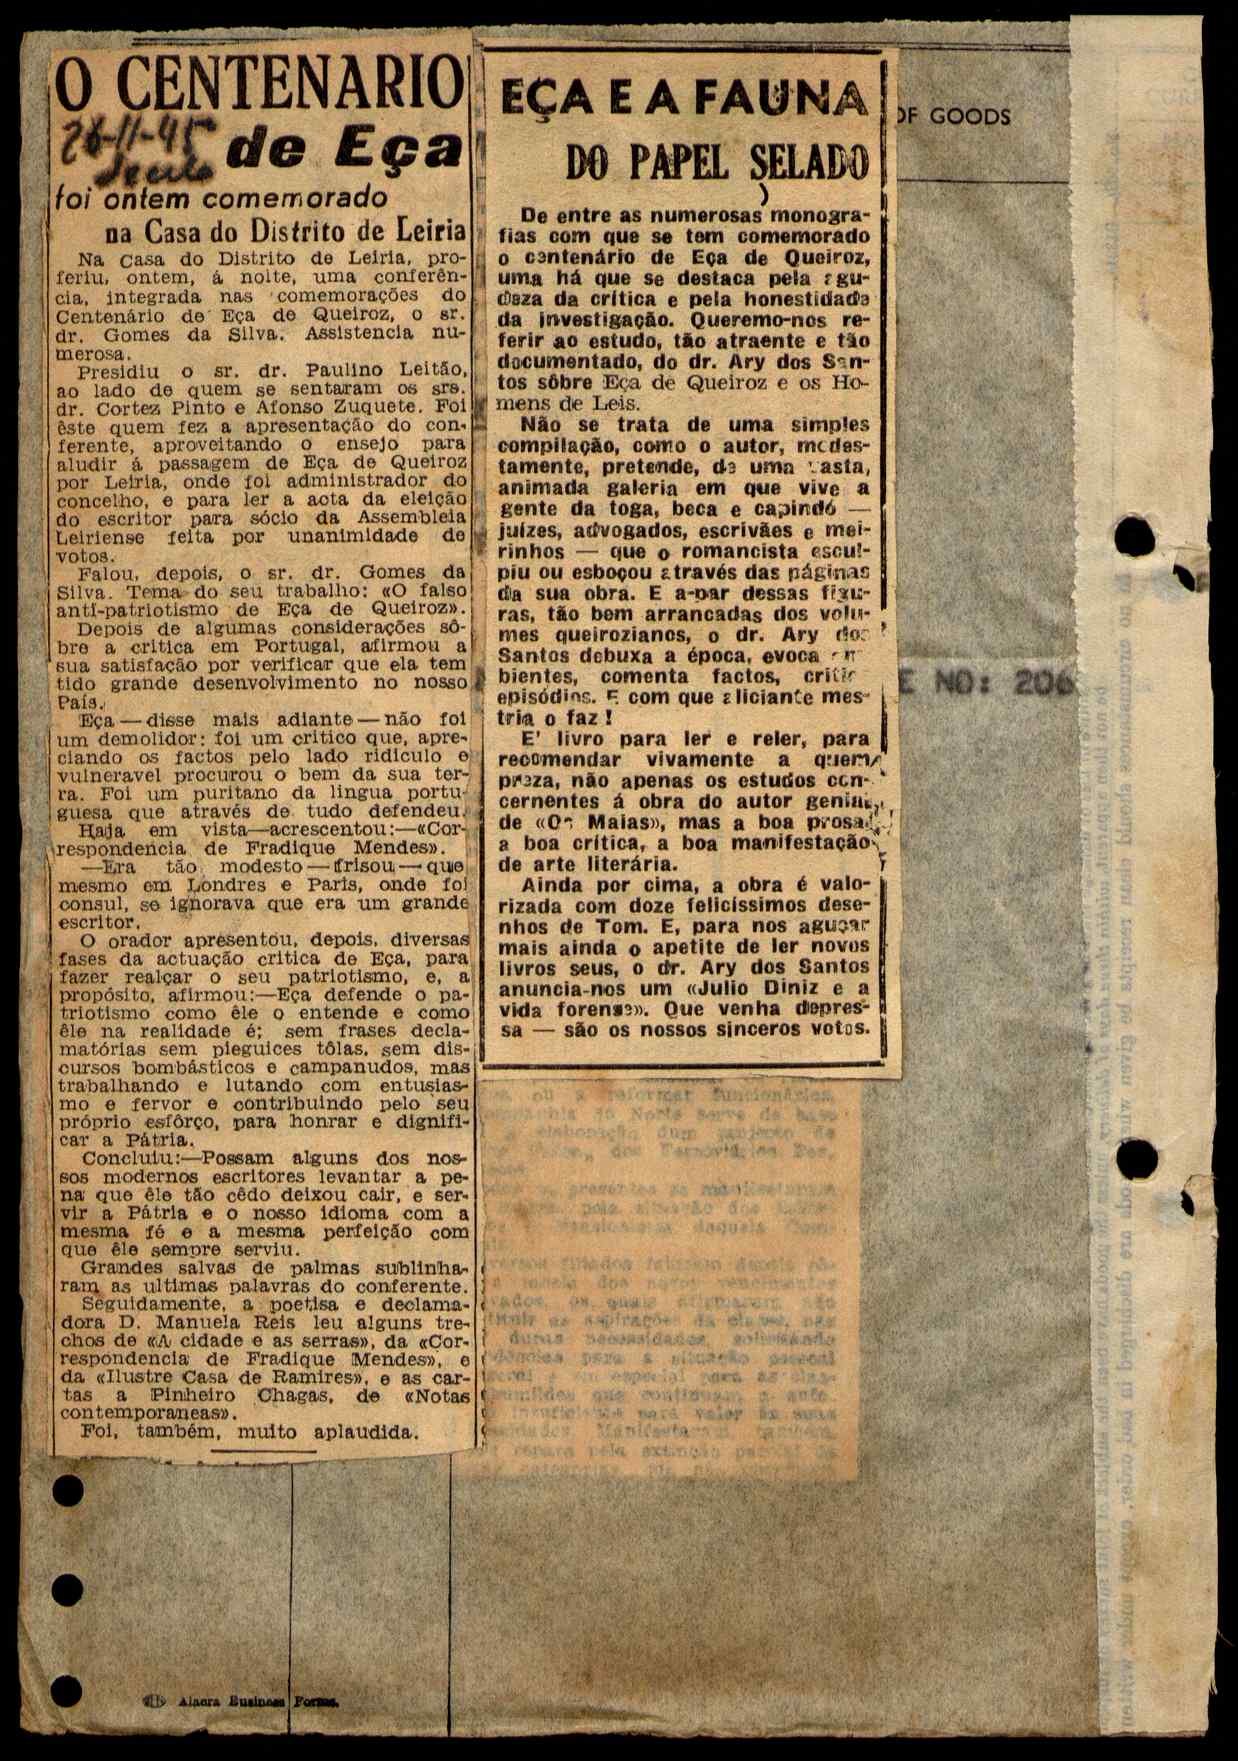 O CENTENARIO
28-11-45
de Eça
foi ontem comemorado
na Casa do Distrito de Leiria
Na Casa do Distrito de Leiria, pro-
feriu, ontem, á noite, uma conferên-
cia, integrada nas comemorações do
Centenário de Eça de Queiroz, o sr.
dr. Gomes da Silva. Assistencia nu-
merosa.
Presidiu o sr. dr. Paulino Leitão,
ao lado de quem se sentaram os srs.
dr. Cortez Pinto e Afonso Zuquete. Foi
êste quem fez a apresentação do con-
ferente, aproveitando o ensejo para
aludir á passagem de Eça de Queiroz
por Leiria, onde foi administrador do
concelho, e para ler a acta da eleição
do escritor para sócio da Assembleia
Leiriense feita por unanimidade de
votos.
Falou, depois, o sr. dr. Gomes da
Silva. Tema do seu trabalho: «O falso
anti-patriotismo de Eça de Queiroz».
Depois de algumas considerações sô-
bre a critica em Portugal, afirmou a
sua satisfação por verificar que ela tem
tido grande desenvolvimento no nosso
País.
Eça — disse mais adiante — não foi
um demolidor: foi um critico que, apre-
ciando os factos pelo lado ridiculo e
vulneravel procurou o bem da sua ter-
ra. Foi um puritano da lingua portu-
guesa que através de tudo defendeu.
Haja em vista—acrescentou:—«Cor-
respondencia de Fradique Mendes».
—Era tão modesto — frisou — que
mesmo em Londres e Paris, onde foi
consul, se ignorava que era um grande
escritor.
O orador apresentou, depois, diversas
fases da actuação critica de Eça, para
fazer realçar o seu patriotismo, e, a
propósito, afirmou:—Eça defende o pa-
triotismo como êle o entende e como
êle na realidade é; sem frases decla-
matórias sem pieguices tôlas, sem dis-
cursos bombásticos e campanudos, mas
trabalhando e lutando com entusias-
mo e fervor e contribuindo pelo seu
próprio esfôrço, para honrar e dignifi-
car a Pátria.
Concluiu:—Possam alguns dos nos-
sos modernos escritores levantar a pe-
na que êle tão cêdo deixou cair, e ser-
vir a Pátria e o nosso idioma com a
mesma fé e a mesma perfeição com
que êle sempre serviu.
Grandes salvas de palmas sublinha-
ram as ultimas palavras do conferente.
Seguidamente, a poetisa e declama-
dora D. Manuela Reis leu alguns tre-
chos de «A cidade e as serras», da «Cor-
respondencia de Fradique Mendes», e
da «Ilustre Casa de Ramires», e as car-
tas a Pinheiro Chagas, de «Notas
contemporaneas».
Foi, também, muito aplaudida.
EÇA E A FAUNA
DO PAPEL SELADO
De entre as numerosas monogra-
fias com que se tem comemorado
o centenário de Eça de Queiroz,
uma há que se destaca pela agu-
deza da crítica e pela honestidade
da investigação. Queremo-nos re-
ferir ao estudo, tão atraente e tão
documentado, do dr. Ary dos San-
tos sôbre Eça de Queiroz e os Ho-
mens de Leis.
Não se trata de uma simples
compilação, como o autor, modes-
tamente, pretende, de uma vasta,
animada galeria em que vive a
gente da toga, beca e capindó —
juízes, advogados, escrivães e mei-
rinhos — que o romancista escul-
piu ou esboçou através das páginas
da sua obra. E a-par dessas figu-
ras, tão bem arrancadas dos volu-
mes queirozianos, o dr. Ary dos
Santos debuxa a época, evoca
bientes, comenta factos,
episódios. E com que aliciante mes-
tria o faz!
E' livro para ler e reler, para
recomendar vivamente a quem
preza, não apenas os estudos con-
cernentes á obra do autor genial
de «Os Maias», mas a boa prosa,
a boa crítica, a boa manifestação
de arte literária.
Ainda por cima, a obra é valo-
rizada com doze felicíssimos dese-
nhos de Tom. E, para nos aguçar
mais ainda o apetite de ler novos
livros seus, o dr. Ary dos Santos
anuncia-nos um «Julio Diniz e a
vida forense». Que venha depres-
sa — são os nossos sinceros votos.
OF GOODS
E NO: 206
Alacra Business Forms.